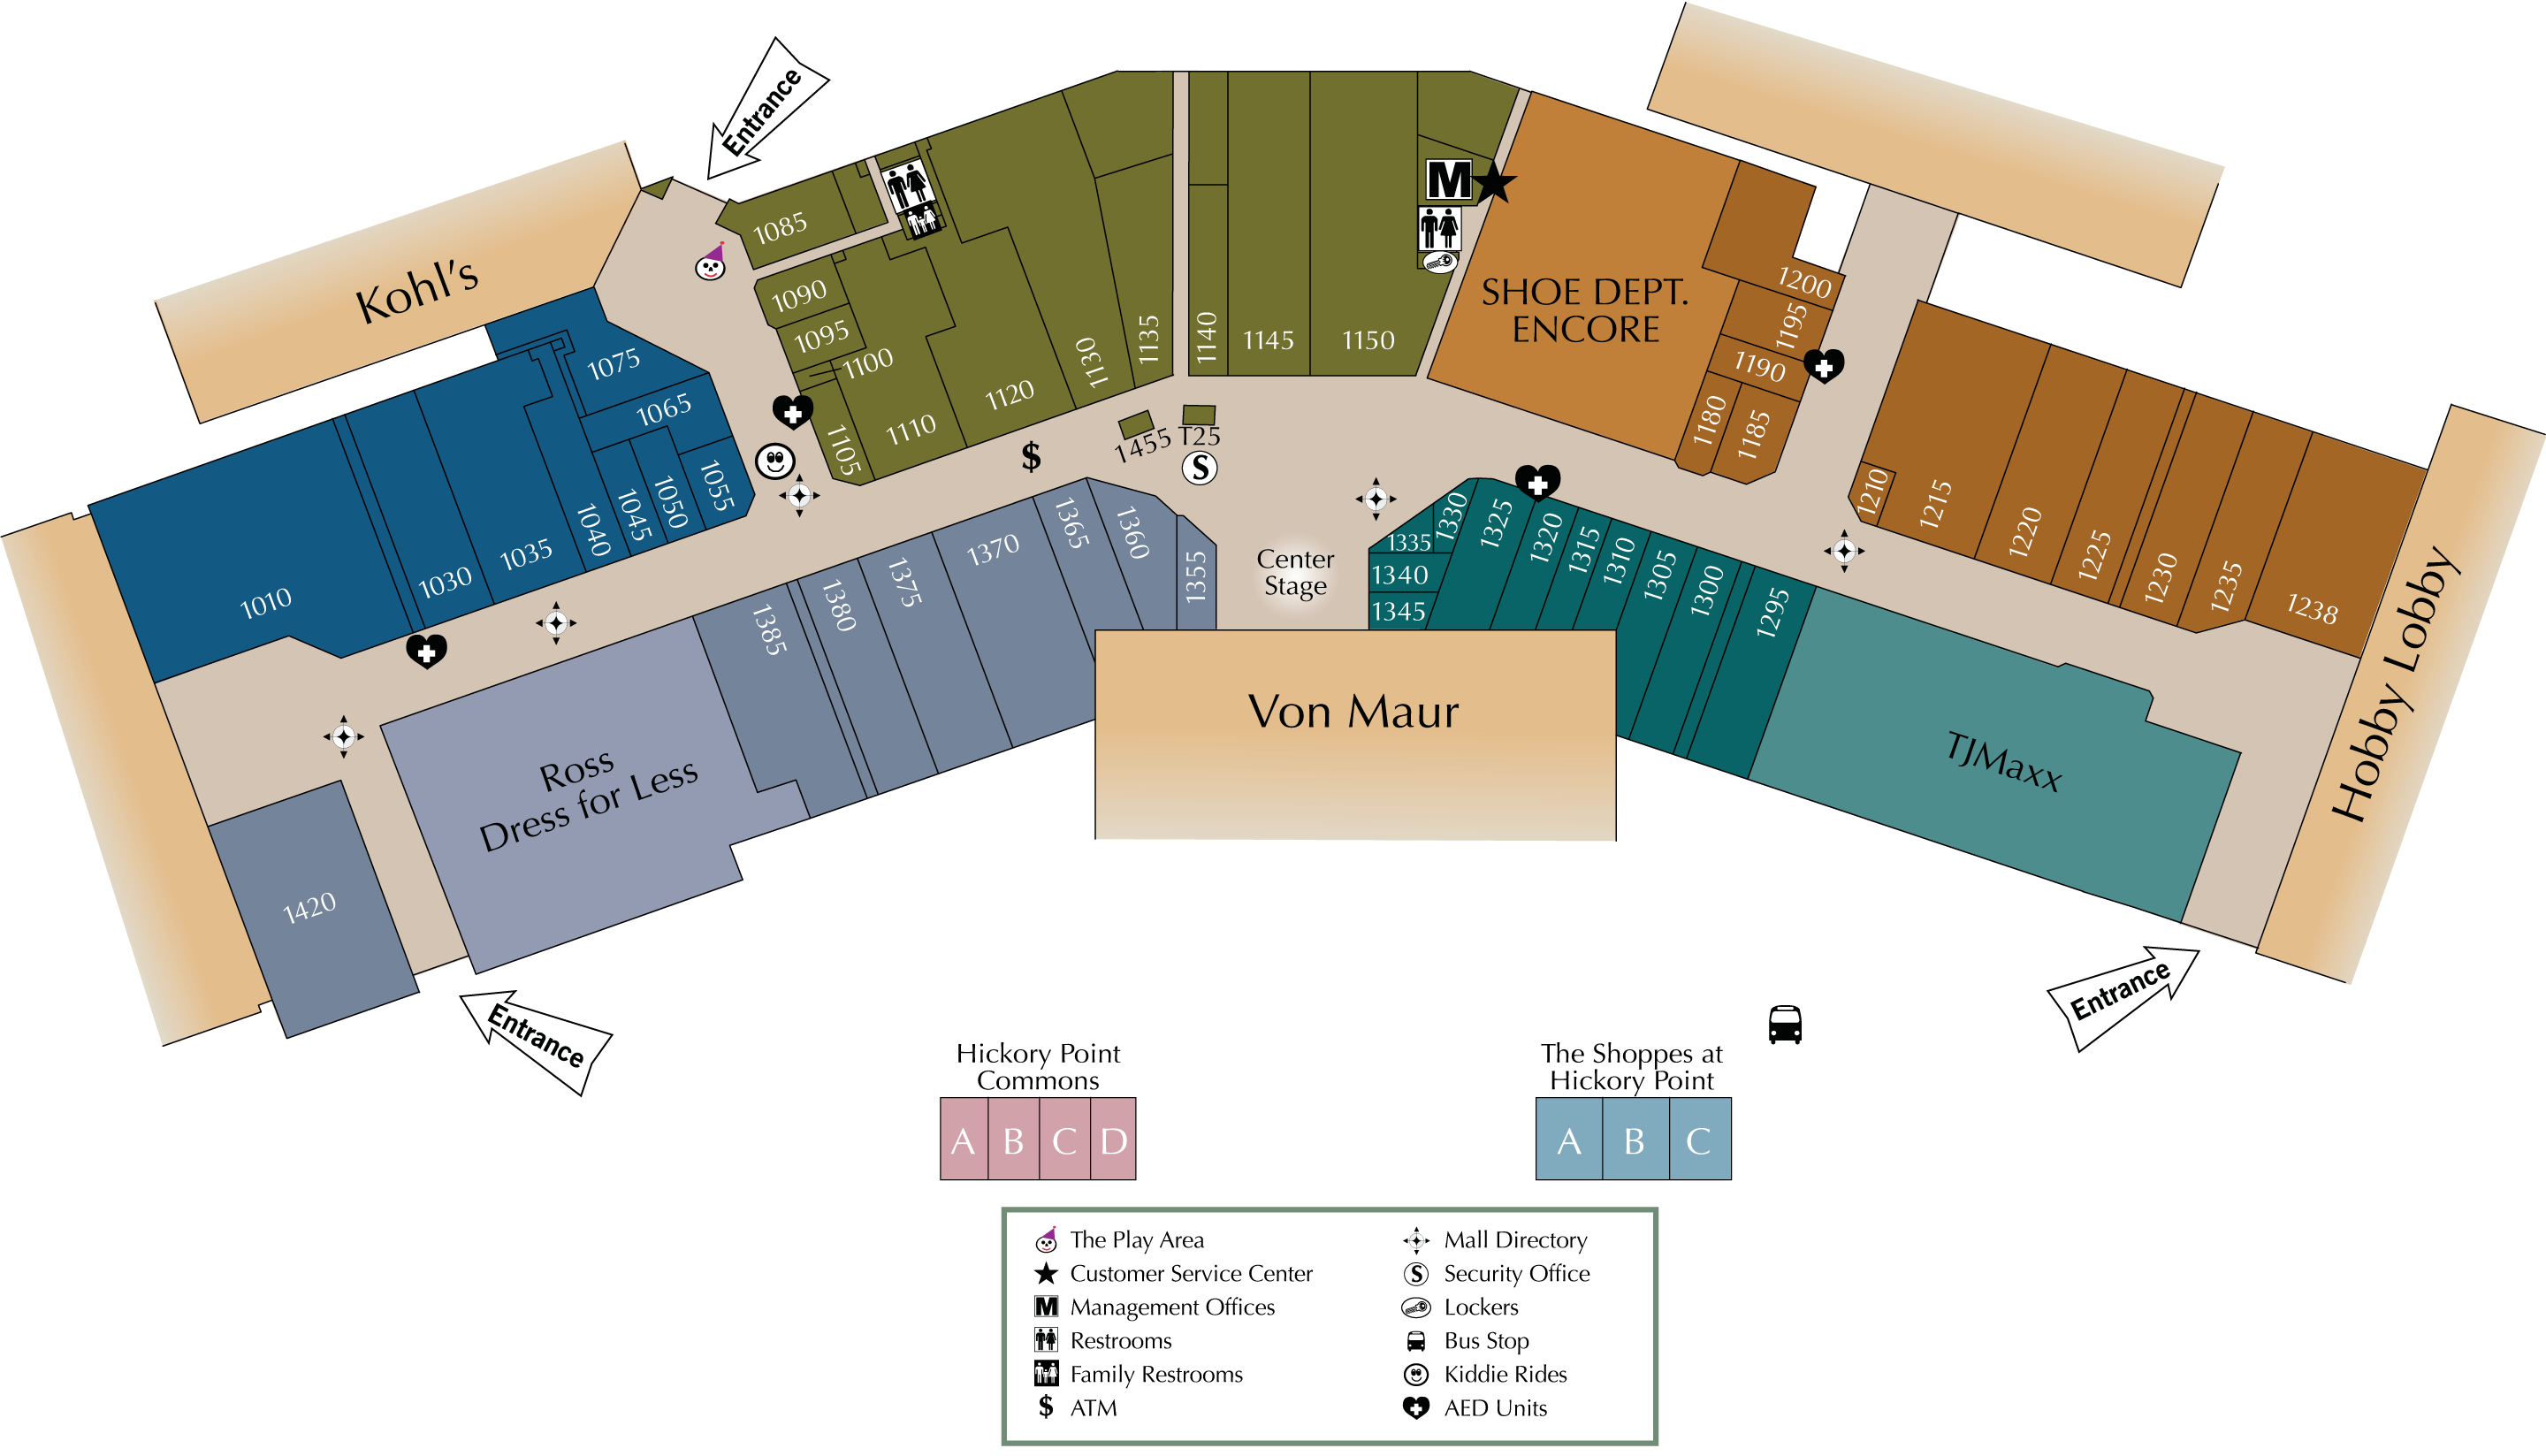 Entrance
Kohl's
1085
1090
1095
1100
1105
1110
1120
1130
1135
1140
1145
1150
M
SHOE DEPT.
ENCORE
1200
1195
1190
1180
1185
1075
1065
1055
1050
1045
1040
1035
1030
1010
$
1455
T25
S
1210
1215
1220
1225
1230
1235
1238
Hobby Lobby
1385
1380
1375
1370
1365
1360
1355
Center
Stage
1330
1335
1340
1345
1325
1320
1315
1310
1305
1300
1295
Ross
Dress for Less
Von Maur
TJMaxx
1420
Entrance
Entrance
Hickory Point
Commons
A B C D
The Shoppes at
Hickory Point
A B C
The Play Area
Customer Service Center
M Management Offices
Restrooms
Family Restrooms
$ ATM
Mall Directory
S Security Office
Lockers
Bus Stop
Kiddie Rides
AED Units